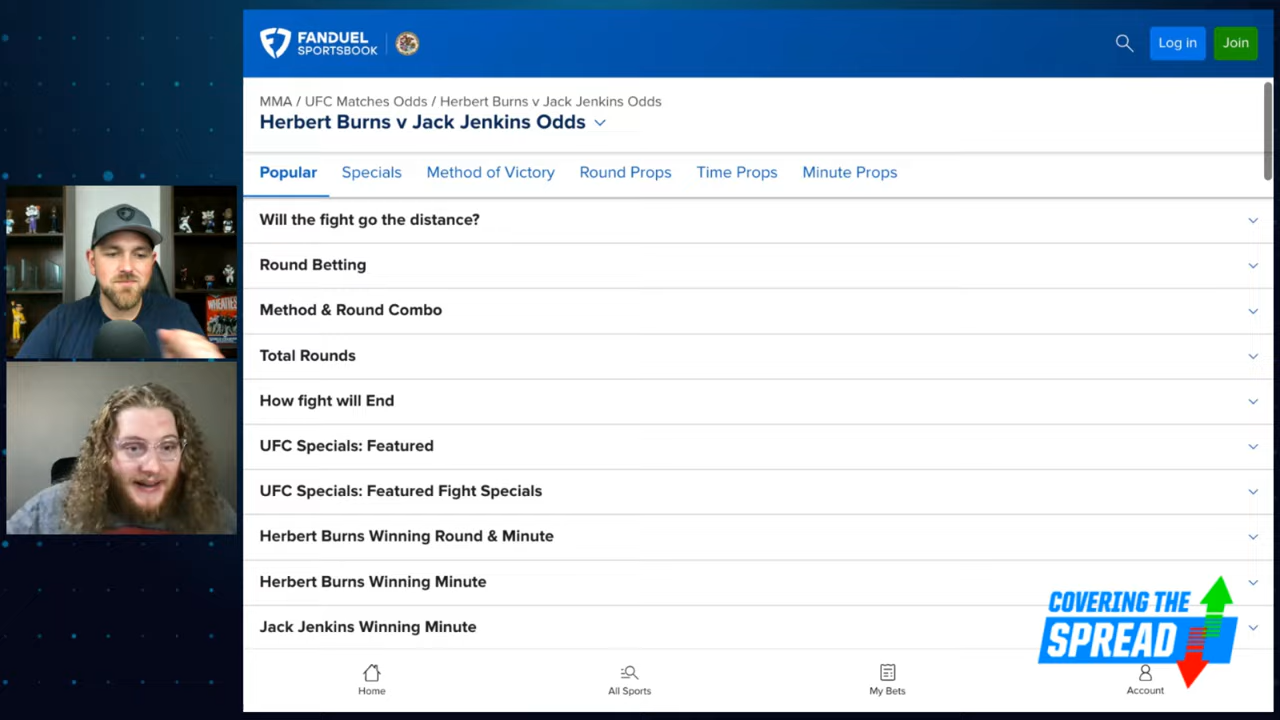 FANDUEL
SPORTSBOOK
Log in
Join
MMA / UFC Matches Odds / Herbert Burns v Jack Jenkins Odds
Herbert Burns v Jack Jenkins Odds
Popular
Specials
Method of Victory
Round Props
Time Props
Minute Props
Will the fight go the distance?
Round Betting
Method & Round Combo
Total Rounds
How fight will End
UFC Specials: Featured
UFC Specials: Featured Fight Specials
Herbert Burns Winning Round & Minute
Herbert Burns Winning Minute
Jack Jenkins Winning Minute
WHEATIES
COVERING THE
SPREAD
Home
All Sports
My Bets
Account